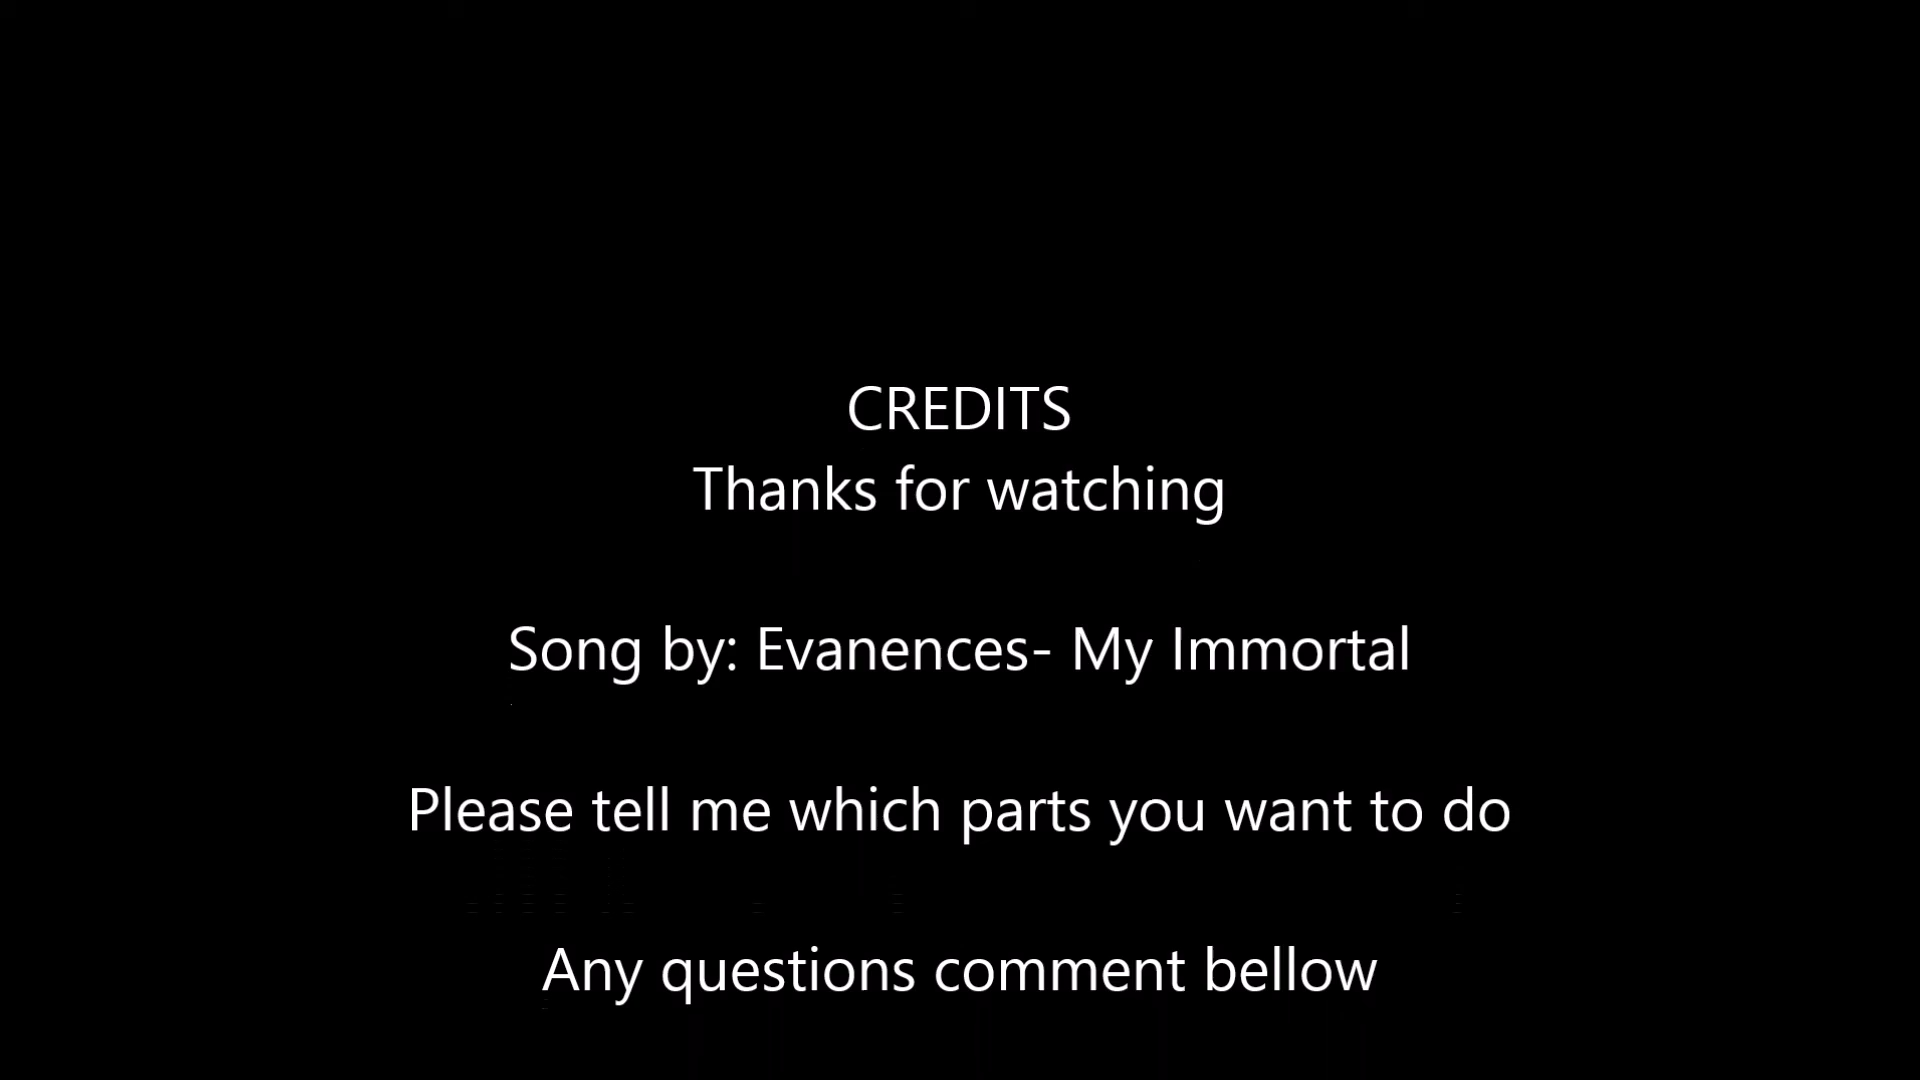 CREDITS
Thanks for watching
Song by: Evanences- My Immortal
Please tell me which parts you want to do
Any questions comment bellow